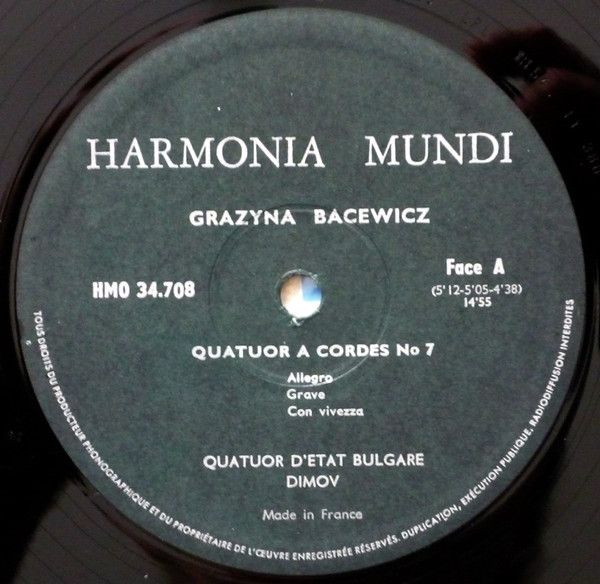 HARMONIA MUNDI
GRAZYNA BACEWICZ
HMO 34.708
Face A
(5'12-5'05-4'38)
14'55
QUATUOR A CORDES No 7
Allegro
Grave
Con vivezza
QUATUOR D'ETAT BULGARE
DIMOV
Made in France
TOUS DROITS DU PRODUCTEUR PHONOGRAPHIQUE ET DU PROPRIÉTAIRE DE L'ŒUVRE ENREGISTRÉE RÉSERVÉS. DUPLICATION, EXÉCUTION PUBLIQUE, RADIODIFFUSION INTERDITES